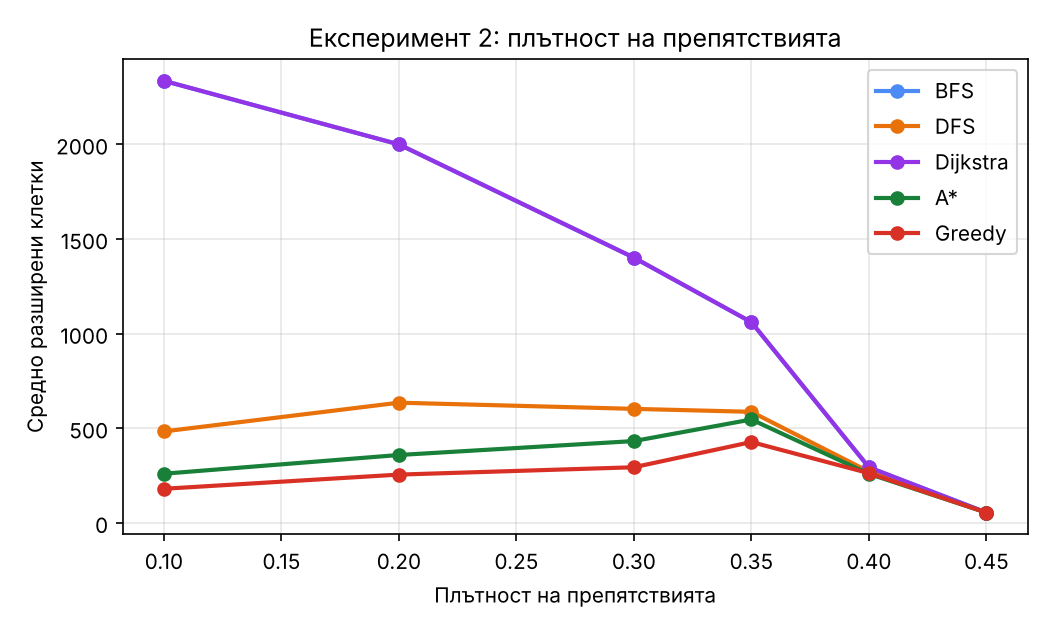 Експеримент 2: плътност на препятствията
BFS
DFS
Dijkstra
A*
Greedy
Средно разширени клетки
2000
1500
1000
500
0
0.10 0.15 0.20 0.25 0.30 0.35 0.40 0.45
Плътност на препятствията